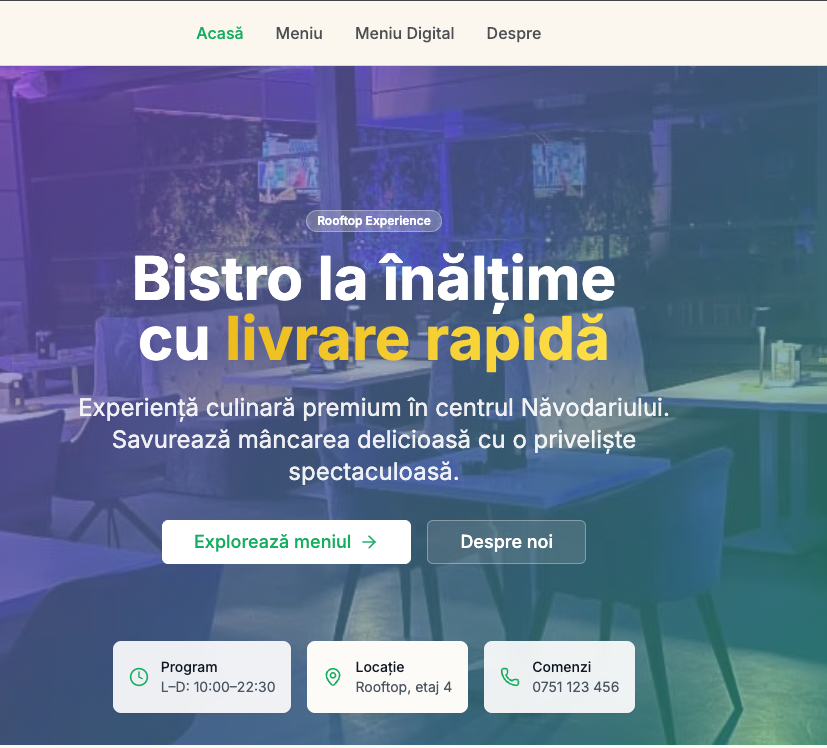 Acasă Meniu Meniu Digital Despre
Rooftop Experience
Bistro la înălțime
cu livrare rapidă
Experiență culinară premium în centrul Năvodariului.
Savurează mâncarea delicioasă cu o priveliște
spectaculoasă.
Explorează meniul Despre noi
Program
L–D: 10:00–22:30
Locație
Rooftop, etaj 4
Comenzi
0751 123 456